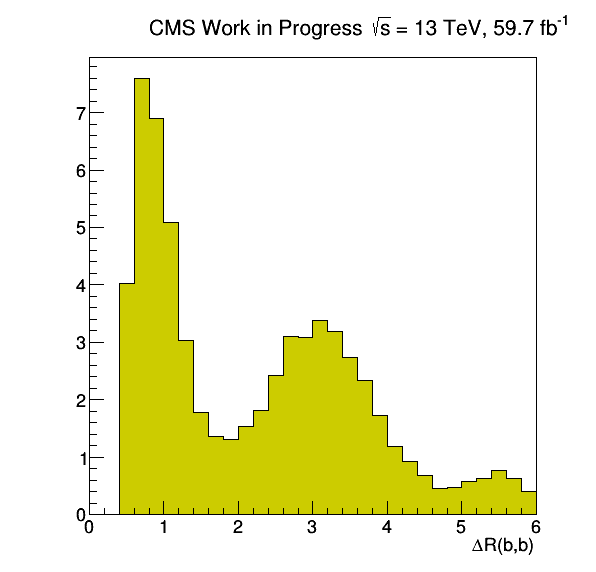 CMS Work in Progress √s = 13 TeV, 59.7 fb⁻¹
7
6
5
4
3
2
1
0
0 1 2 3 4 5 6
ΔR(b,b)